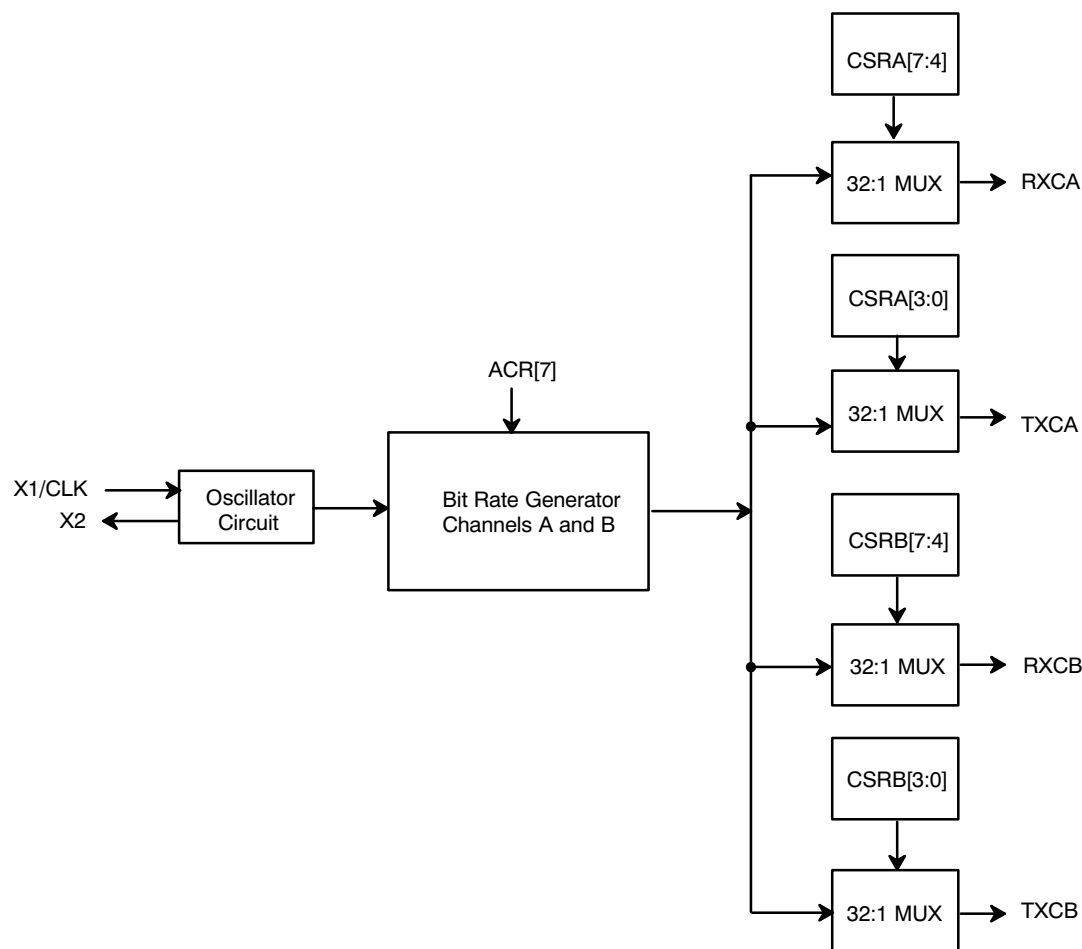 CSRA[7:4]
32:1 MUX
RXCA
CSRA[3:0]
32:1 MUX
TXCA
ACR[7]
X1/CLK
X2
Oscillator
Circuit
Bit Rate Generator
Channels A and B
CSRB[7:4]
32:1 MUX
RXCB
CSRB[3:0]
32:1 MUX
TXCB